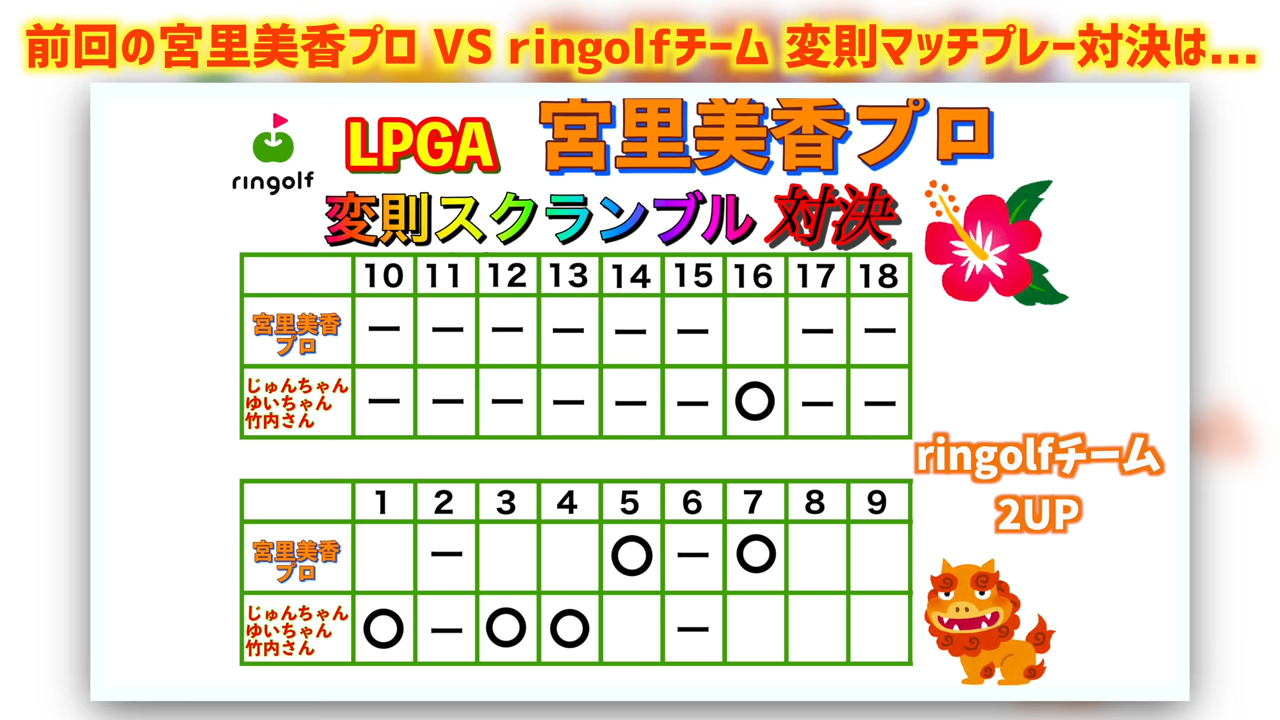 前回の宮里美香プロ VS ringolfチーム 変則マッチプレー対決は...
ringolf
LPGA 宮里美香プロ
変則スクランブル対決
10 11 12 13 14 15 16 17 18
宮里美香
プロ
ー ー ー ー ー ー ー ー
じゅんちゃん
ゆいちゃん
竹内さん
ー ー ー ー ー ー ○ ー ー
ringolfチーム
2UP
1 2 3 4 5 6 7 8 9
宮里美香
プロ
ー ○ ー ○
じゅんちゃん
ゆいちゃん
竹内さん
○ ー ○ ○ ー